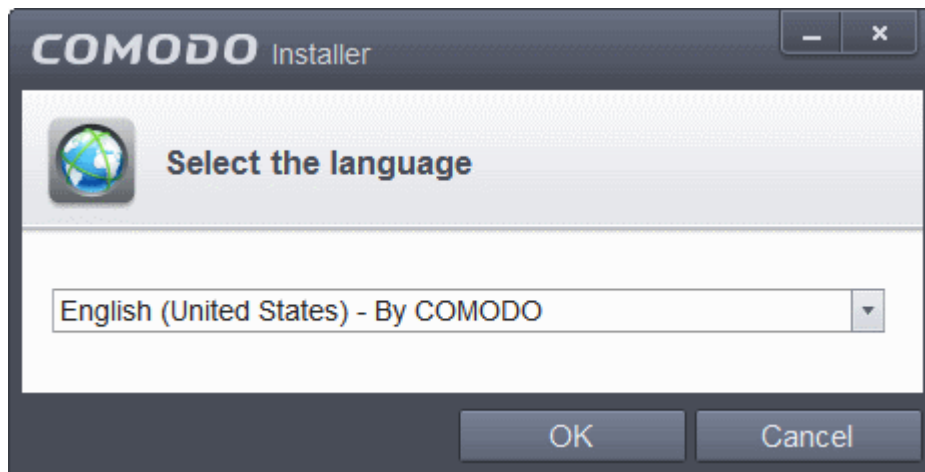 COMODO Installer
Select the language
English (United States) - By COMODO
OK Cancel